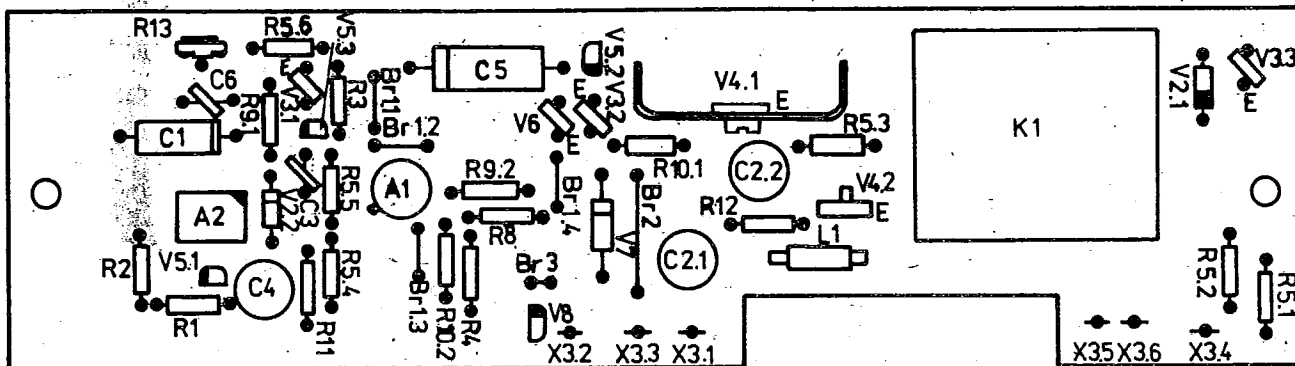 R13
R5.6
V5.3
C6
R9.1
E
V3.1
R3
Br1.1
C5
V5.2
V3.2
E
V4.1
E
K1
V2.1
V3.3
E
C1
Br1.2
V6
E
R10.1
R5.3
C2.2
A2
V2.2
C3
R5.5
A1
R9.2
R8
Br1.4
V7
Br2
R12
V4.2
E
L1
C2.1
R2
V5.1
R1
C4
R11
R5.4
Br1.3
R10.2
R4
Br3
V8
X3.2
X3.3
X3.1
R5.2
R5.1
X3.5
X3.6
X3.4